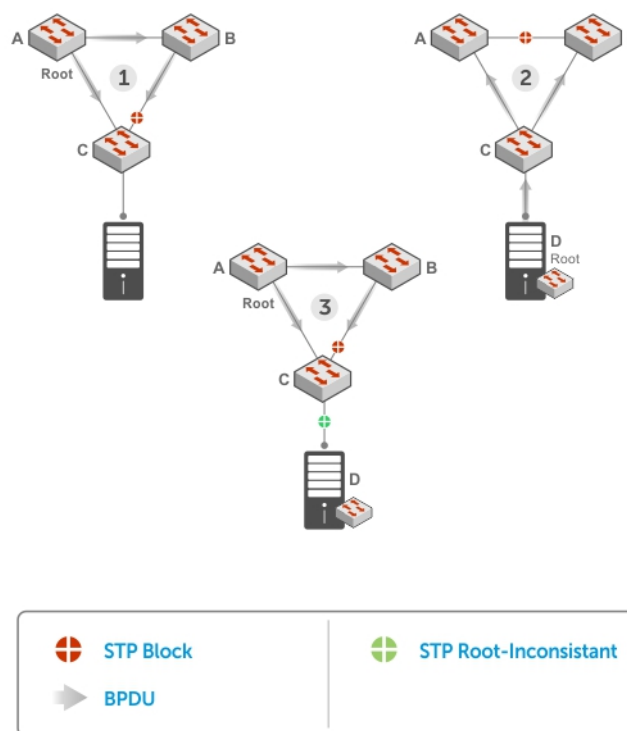 A
B
1
Root
C
A
2
C
D
Root
A
B
Root
3
C
D
STP Block
STP Root-Inconsistant
BPDU